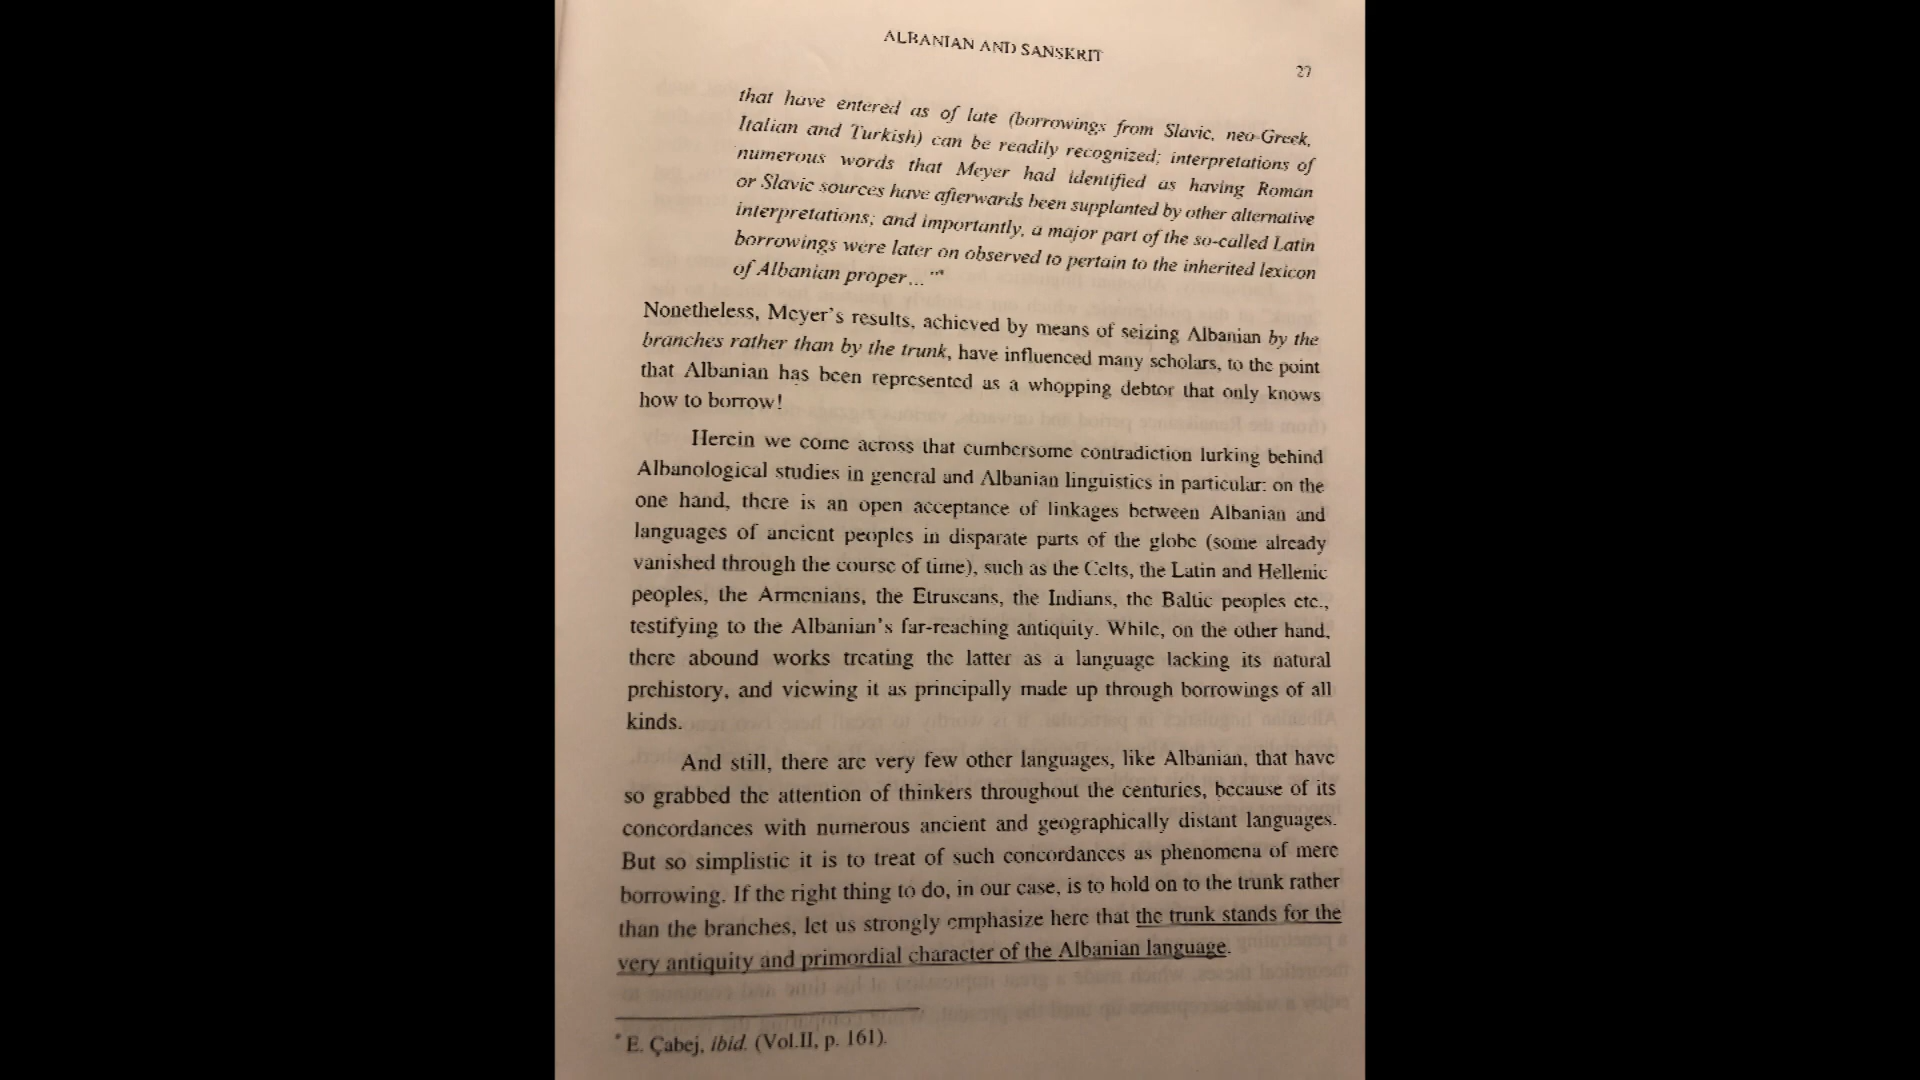 ALBANIAN AND SANSKRIT
27
that have entered as of late (borrowings from Slavic, neo-Greek,
Italian and Turkish) can be readily recognized; interpretations of
numerous words that Meyer had identified as having Roman
or Slavic sources have afterwards been supplanted by other alternative
interpretations; and importantly, a major part of the so-called Latin
borrowings were later on observed to pertain to the inherited lexicon
of Albanian proper…"*
Nonetheless, Meyer's results, achieved by means of seizing Albanian by the
branches rather than by the trunk, have influenced many scholars, to the point
that Albanian has been represented as a whopping debtor that only knows
how to borrow!
Herein we come across that cumbersome contradiction lurking behind
Albanological studies in general and Albanian linguistics in particular: on the
one hand, there is an open acceptance of linkages between Albanian and
languages of ancient peoples in disparate parts of the globe (some already
vanished through the course of time), such as the Celts, the Latin and Hellenic
peoples, the Armenians, the Etruscans, the Indians, the Baltic peoples etc.,
testifying to the Albanian's far-reaching antiquity. While, on the other hand,
there abound works treating the latter as a language lacking its natural
prehistory, and viewing it as principally made up through borrowings of all
kinds.
And still, there are very few other languages, like Albanian, that have
so grabbed the attention of thinkers throughout the centuries, because of its
concordances with numerous ancient and geographically distant languages.
But so simplistic it is to treat of such concordances as phenomena of mere
borrowing. If the right thing to do, in our case, is to hold on to the trunk rather
than the branches, let us strongly emphasize here that the trunk stands for the
very antiquity and primordial character of the Albanian language.
* E. Çabej, ibid. (Vol.II, p. 161).